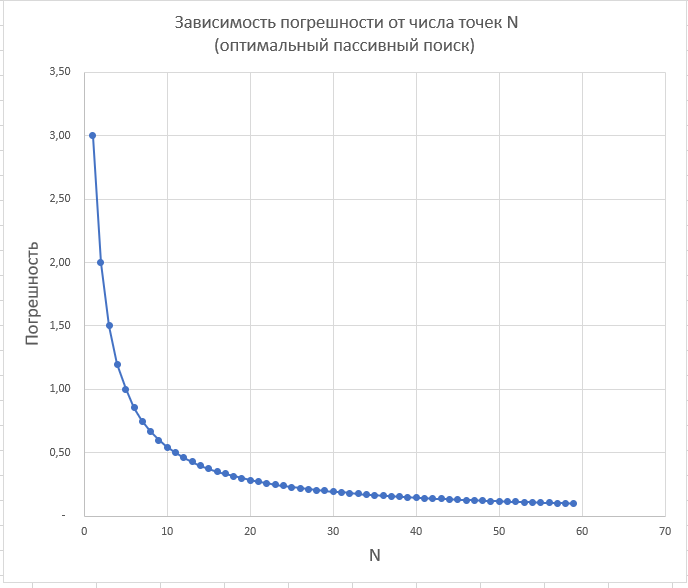 Зависимость погрешности от числа точек N
(оптимальный пассивный поиск)
3,50
3,00
2,50
2,00
1,50
1,00
0,50
-
Погрешность
0 10 20 30 40 50 60 70
N